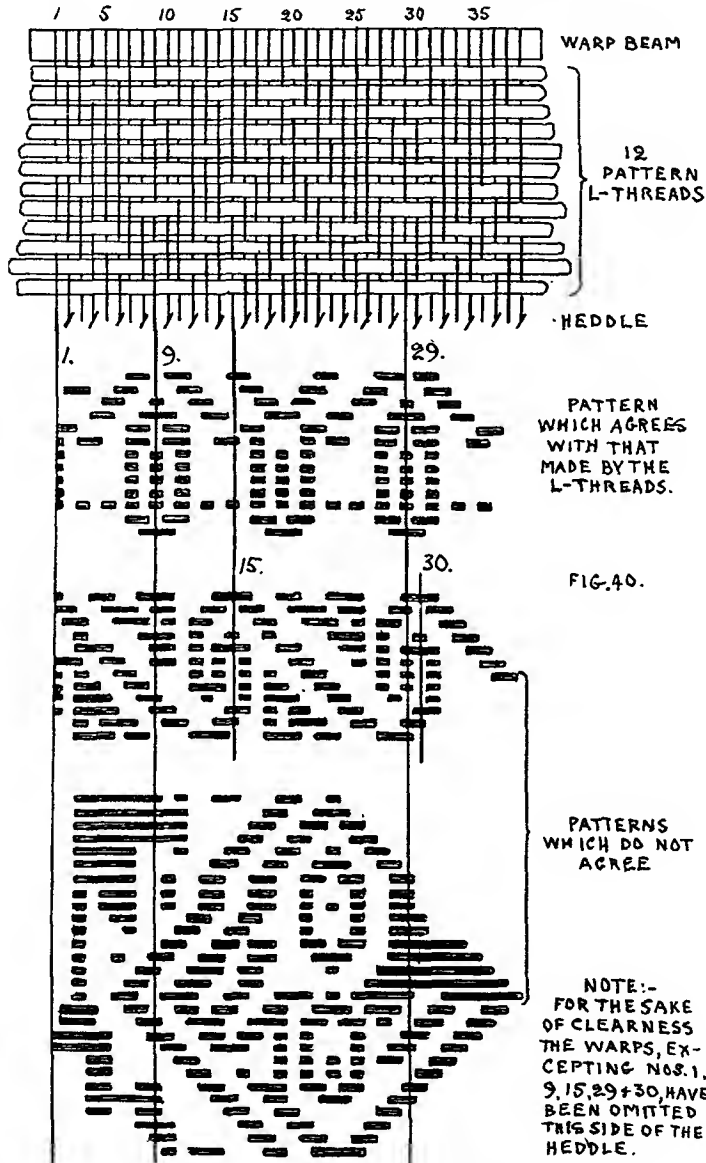 1 5 10 15 20 25 30 35
WARP BEAM
12
PATTERN
L-THREADS
HEDDLE
1. 9. 29.
PATTERN
WHICH AGREES
WITH THAT
MADE BY THE
L-THREADS.
15. 30.
FIG. 40.
PATTERNS
WHICH DO NOT
AGREE
NOTE:-
FOR THE SAKE
OF CLEARNESS
THE WARPS, EX-
CEPTING NOS. 1.
9, 15, 29 + 30, HAVE
BEEN OMITTED
THIS SIDE OF THE
HEDDLE.